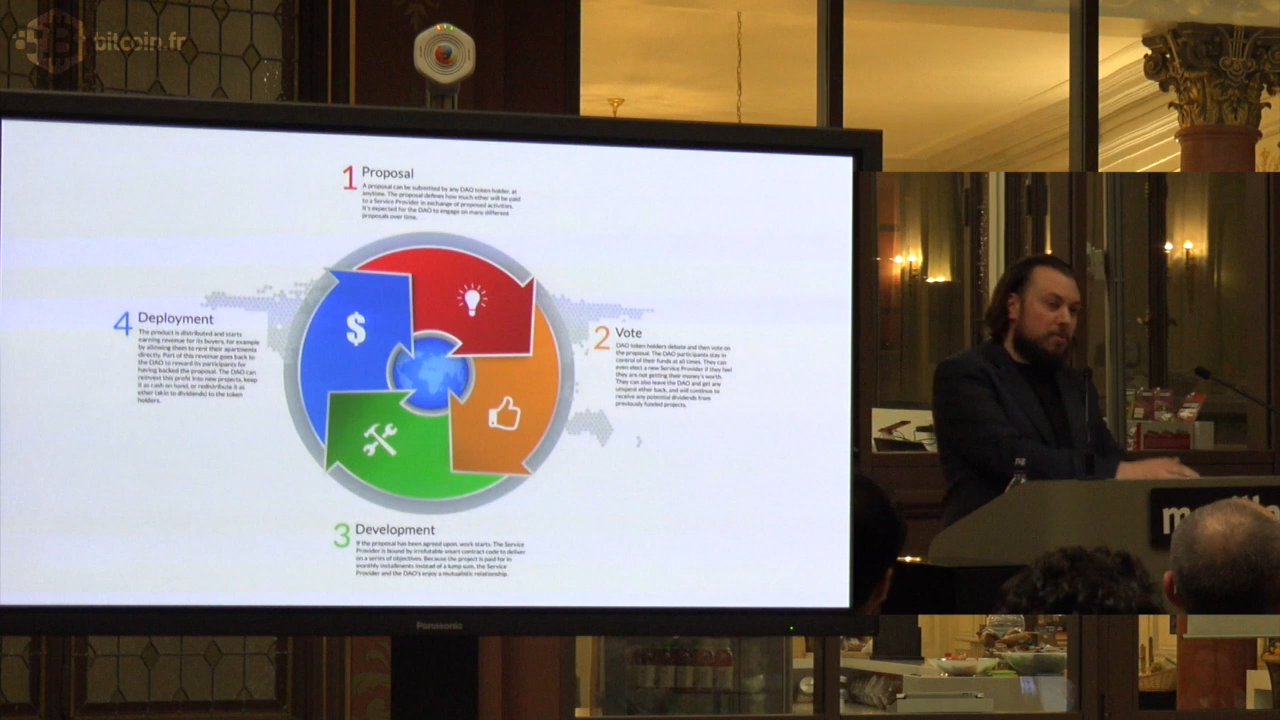 bitcoin.fr
1 Proposal
A proposal can be submitted by any DAO token holder, at
anytime. The proposal defines how much ether will be paid
to a Service Provider in exchange of proposed activities.
It's expected for the DAO to engage on many different
proposals over time.
2 Vote
DAO token holders debate and then vote on
the proposal. The DAO participants stay in
control of their funds at all times. They can
even elect a new Service Provider if they feel
they are not getting their money's worth.
They can also leave the DAO and get any
unspent ether back, and will continue to
receive any potential dividends from
previously funded projects.
3 Development
If the proposal has been agreed upon, work starts. The Service
Provider is bound by irrefutable smart contract code to deliver
on a series of objectives. Because the project is paid for in
monthly installments instead of a lump sum, the Service
Provider and the DAO's enjoy a mutualistic relationship.
4 Deployment
The product is distributed and starts
earning revenue for its buyers, for example
by allowing them to rent their apartments
directly. Part of this revenue goes back to
the DAO to reward its participants for
having backed the proposal. The DAO can
reinvest this profit into new projects, keep
it as cash on hand, or redistribute it as
ether (akin to dividends) to the token
holders.
$
Panasonic